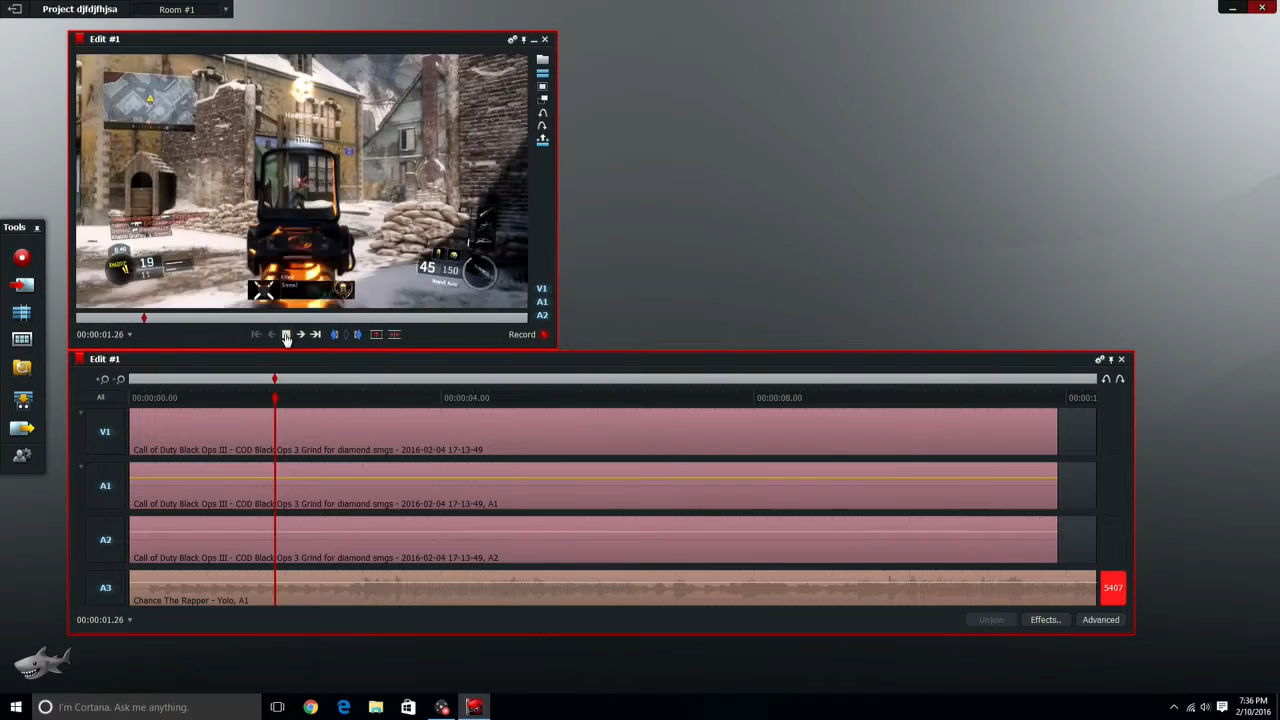 Project djfdjfhjsa
Room #1
Edit #1
-100
19
11
45 150
V1
A1
A2
00:00:01.26
Record
Tools
Edit #1
All
00:00:00.00
00:00:04.00
00:00:08.00
00:00:1
V1
Call of Duty Black Ops III - COD Black Ops 3 Grind for diamond smgs - 2016-02-04 17-13-49
A1
Call of Duty Black Ops III - COD Black Ops 3 Grind for diamond smgs - 2016-02-04 17-13-49, A1
A2
Call of Duty Black Ops III - COD Black Ops 3 Grind for diamond smgs - 2016-02-04 17-13-49, A2
A3
Chance The Rapper - Yolo, A1
5407
00:00:01.26
Unjoin
Effects..
Advanced
I'm Cortana. Ask me anything.
7:36 PM
2/10/2016